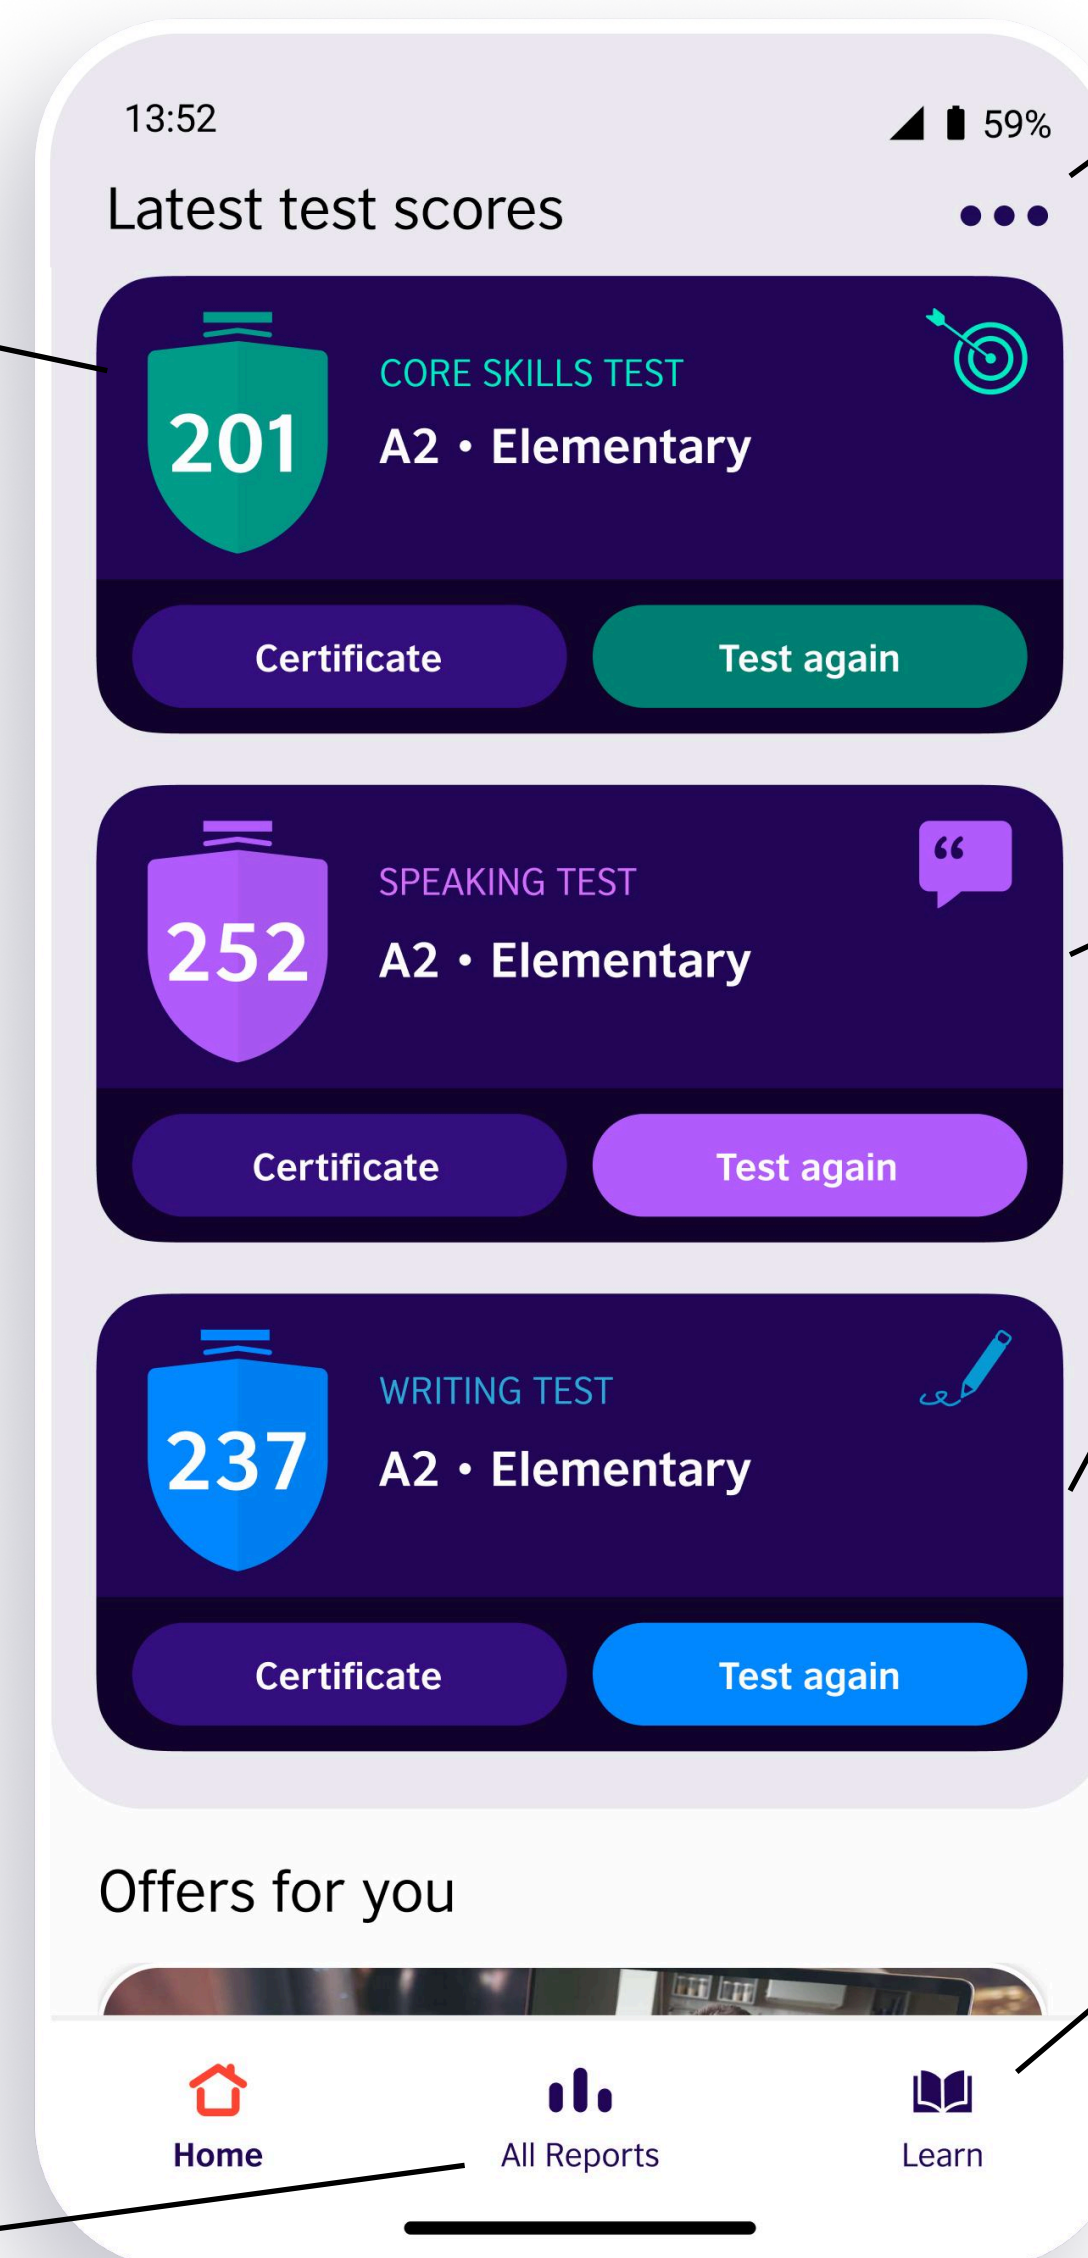 13:52
59%
Latest test scores
201
CORE SKILLS TEST
A2 • Elementary
Certificate
Test again
252
SPEAKING TEST
A2 • Elementary
“
Certificate
Test again
237
WRITING TEST
A2 • Elementary
Certificate
Test again
Offers for you
Home
All Reports
Learn